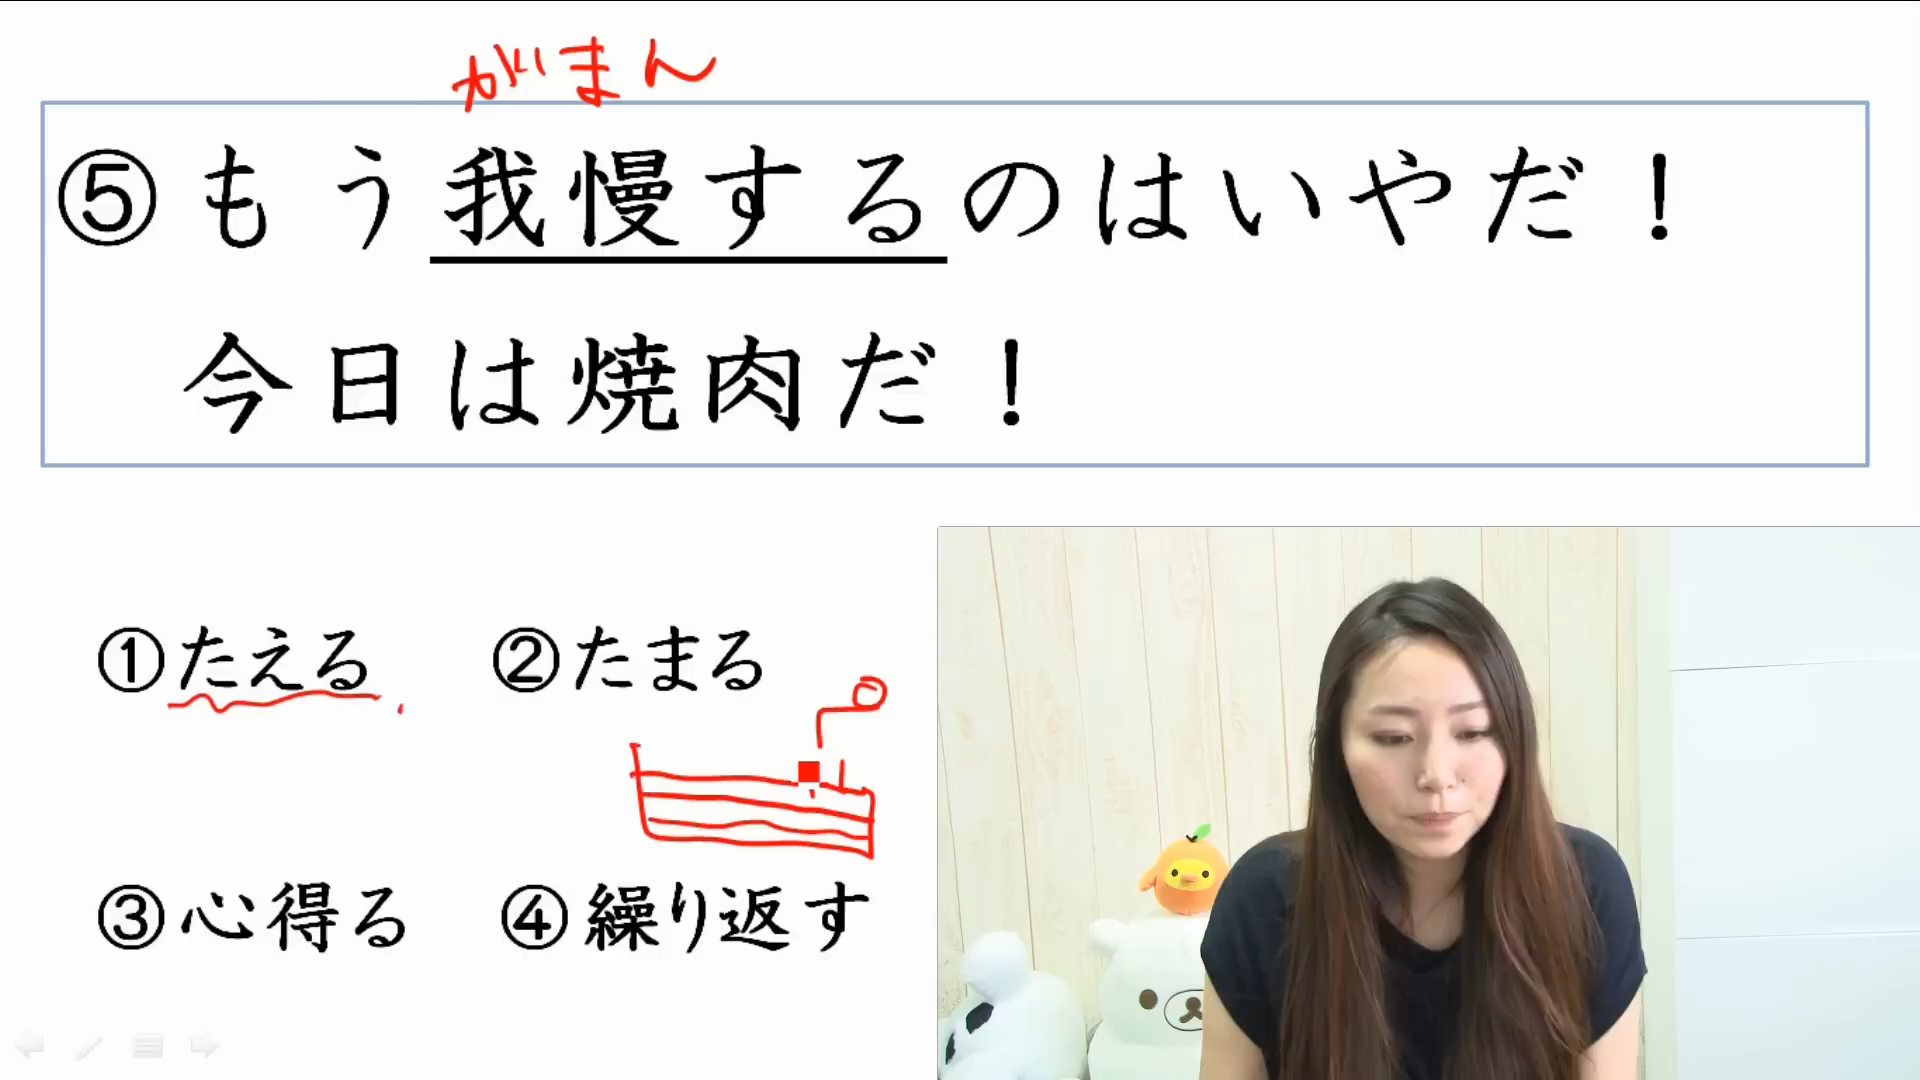 がまん
⑤もう我慢するのはいやだ！
今日は焼肉だ！
①たえる ②たまる
③心得る ④繰り返す